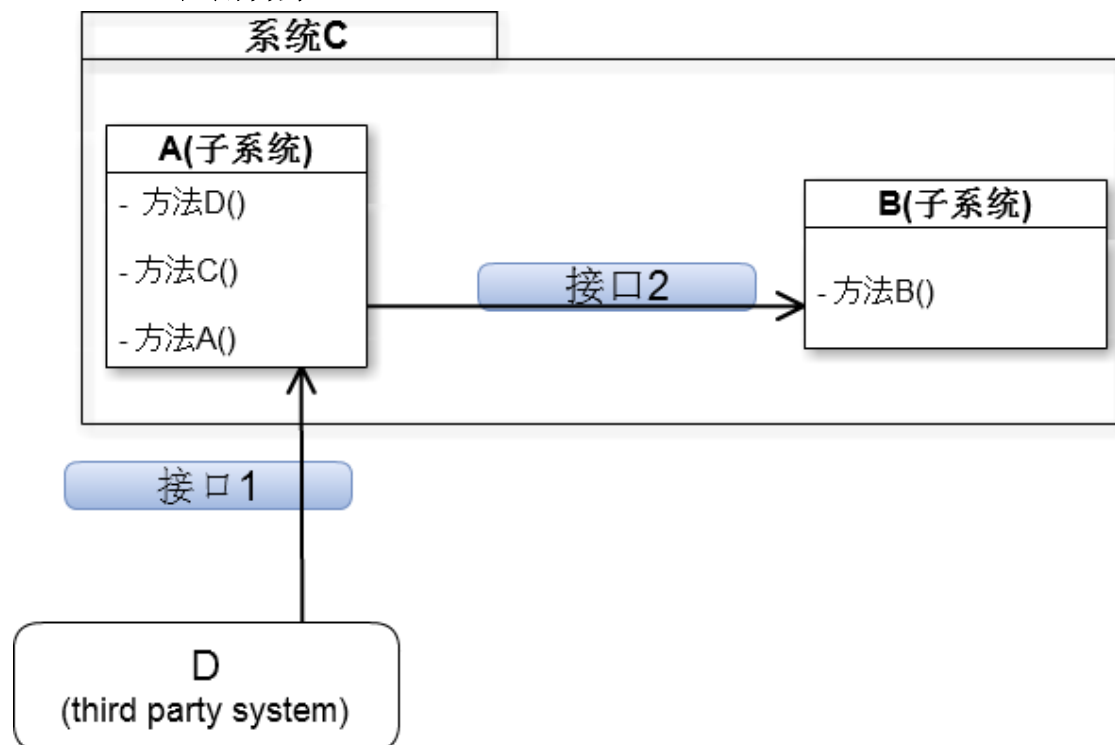 系统C
A(子系统)
- 方法D()
- 方法C()
- 方法A()
接口2
B(子系统)
- 方法B()
接口1
D
(third party system)